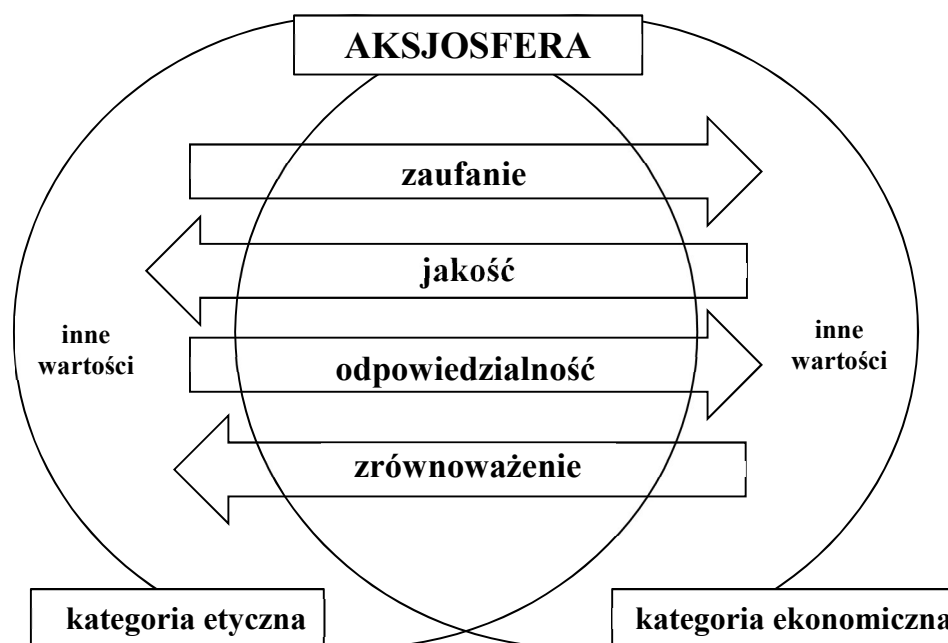 AKSJOSFERA
zaufanie
jakość
inne
wartości
odpowiedzialność
inne
wartości
zrównoważenie
kategoria etyczna
kategoria ekonomiczna